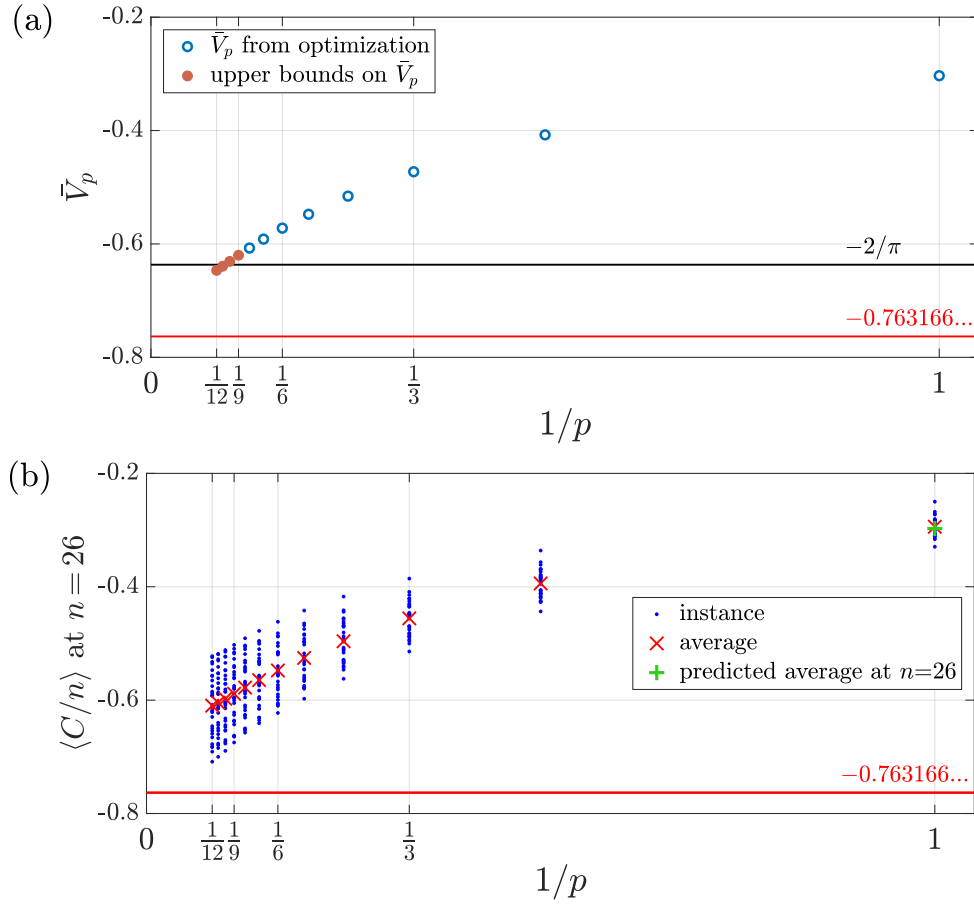 (a)
-0.2
V̄ₚ from optimization
upper bounds on V̄ₚ
-0.4
V̄ₚ
-0.6
−2/π
−0.763166...
-0.8
0 1/12 1/9 1/6 1/3 1
1/p
(b)
-0.2
-0.4
instance
average
predicted average at n=26
⟨C/n⟩ at n = 26
-0.6
−0.763166...
-0.8
0 1/12 1/9 1/6 1/3 1
1/p